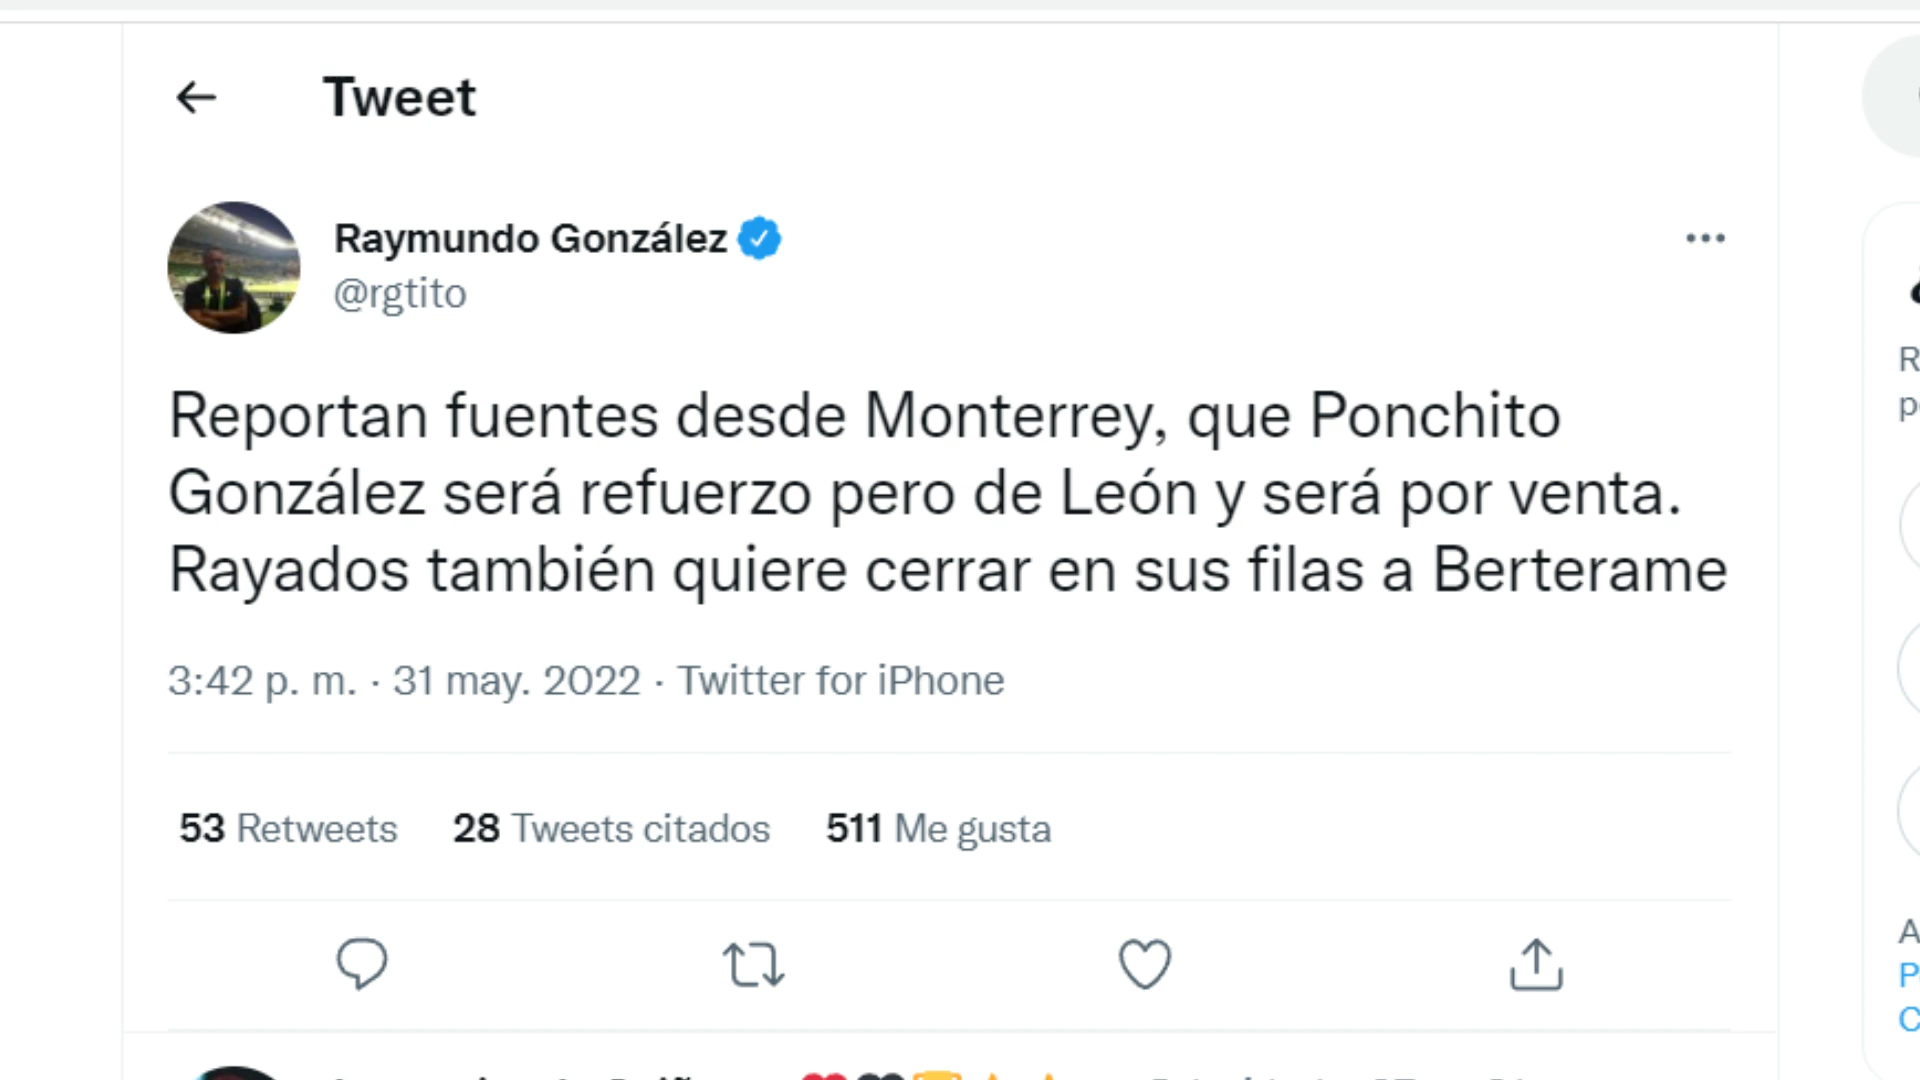 Tweet
Raymundo González
@rgtito
Reportan fuentes desde Monterrey, que Ponchito
González será refuerzo pero de León y será por venta.
Rayados también quiere cerrar en sus filas a Berterame
3:42 p. m. · 31 may. 2022 · Twitter for iPhone
53 Retweets 28 Tweets citados 511 Me gusta